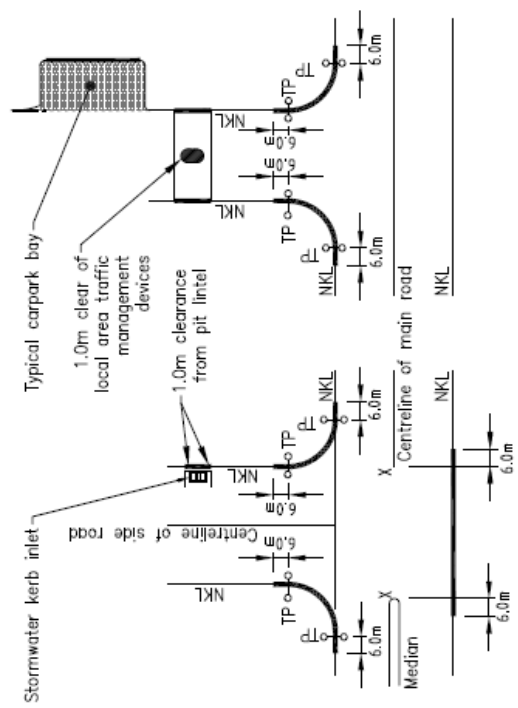 Typical carpark bay
1.0m clear of
local area traffic
management
devices
1.0m clearance
from pit lintel
Stormwater kerb inlet
NKL
NKL
NKL
NKL
6.0m
6.0m
6.0m
6.0m
TP
TP
TP
TP
TP
TP
TP
TP
Centreline of side road
6.0m
6.0m
6.0m
6.0m
NKL
NKL
X
X
Centreline of main road
Median
NKL
NKL
6.0m
6.0m